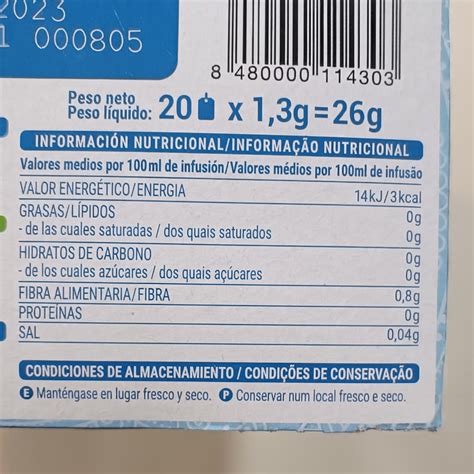 2023
1 000805
8 480000 114303
Peso neto
Peso líquido: 20 x 1,3g=26g
INFORMACIÓN NUTRICIONAL/INFORMAÇÃO NUTRICIONAL
Valores medios por 100ml de infusión/Valores médios por 100ml de infusão
VALOR ENERGÉTICO/ENERGIA 14kJ/3kcal
GRASAS/LÍPIDOS 0g
- de las cuales saturadas / dos quais saturados 0g
HIDRATOS DE CARBONO 0g
- de los cuales azúcares / dos quais açúcares 0g
FIBRA ALIMENTARIA/FIBRA 0,8g
PROTEÍNAS 0g
SAL 0,04g
CONDICIONES DE ALMACENAMIENTO / CONDIÇÕES DE CONSERVAÇÃO
E Manténgase en lugar fresco y seco. P Conservar num local fresco e seco.